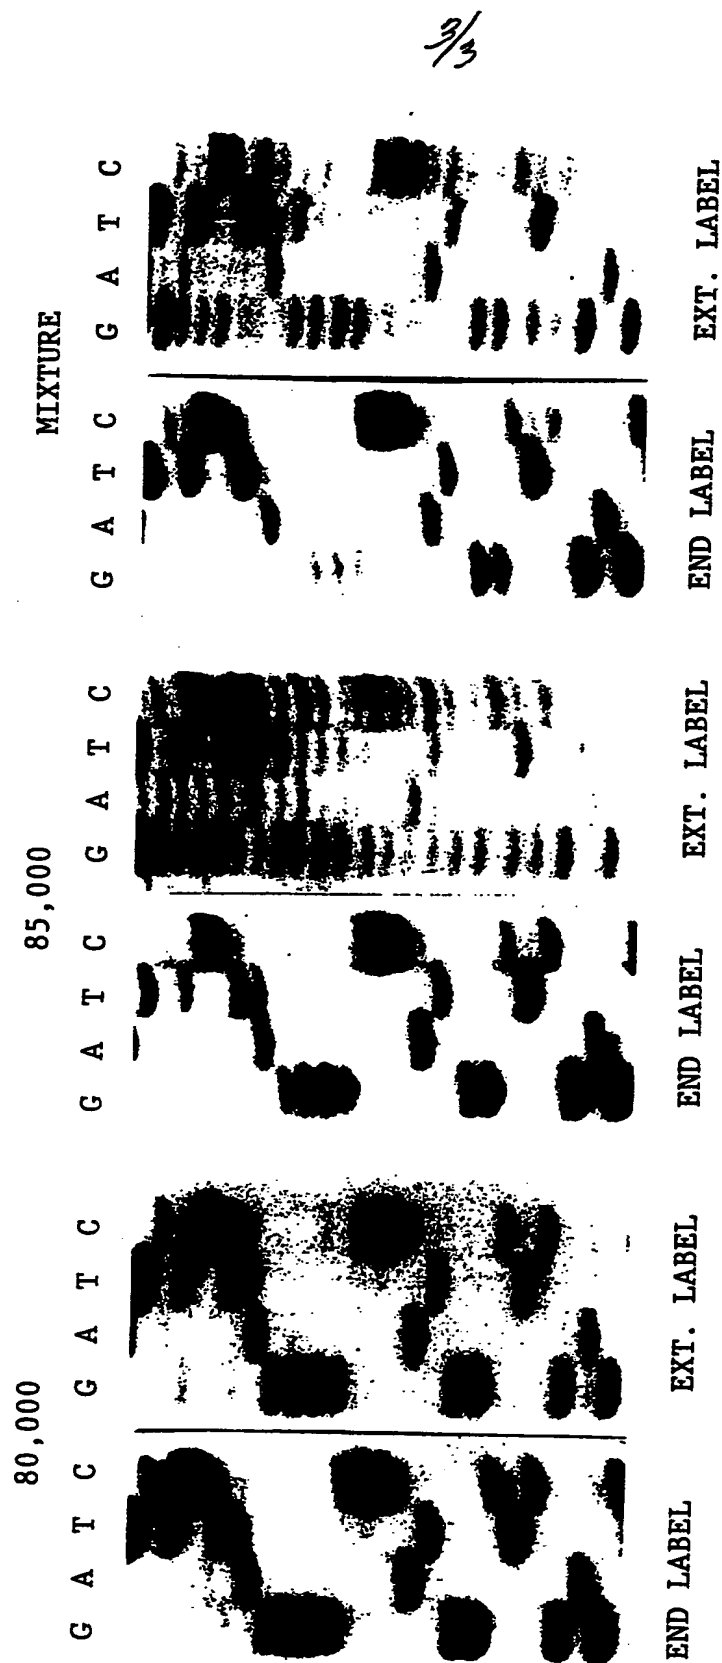 3/3
80,000 85,000 MIXTURE
G A T C G A T C G A T C G A T C G A T C G A T C
END LABEL EXT. LABEL END LABEL EXT. LABEL END LABEL EXT. LABEL